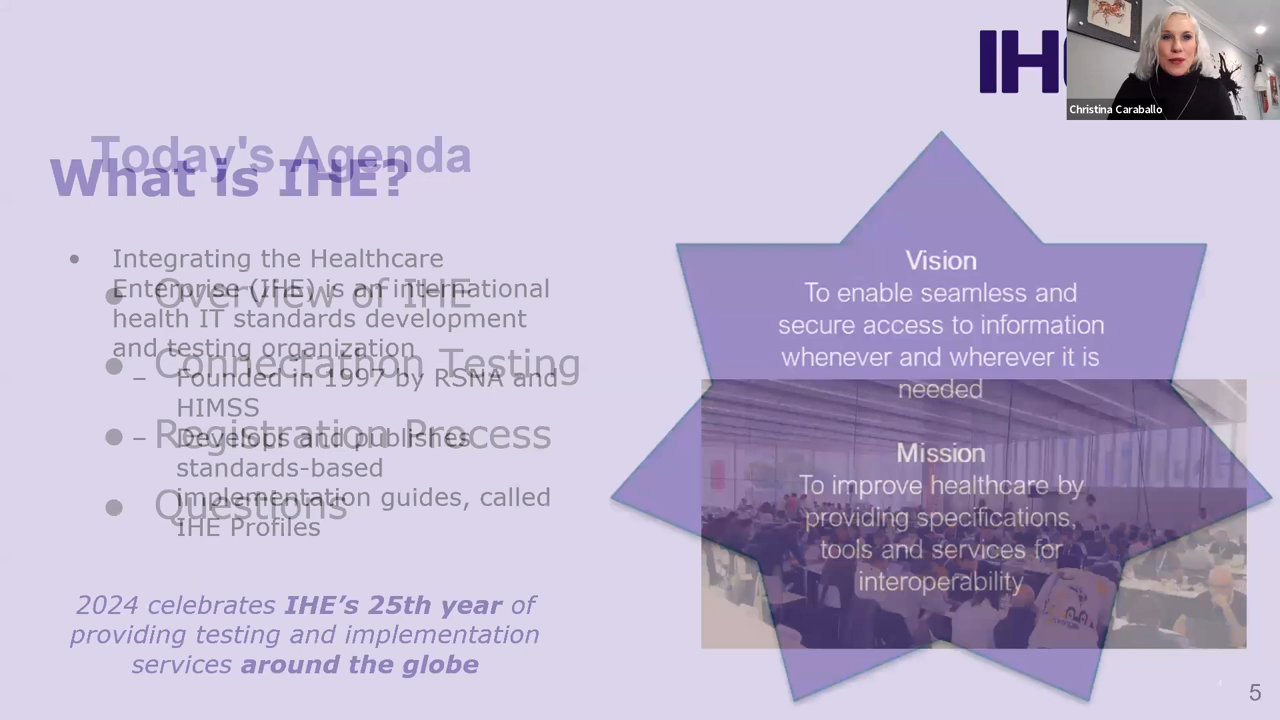 IH
Christina Caraballo
Today's Agenda
Overview of IHE
Connectathon Testing
Registration Process
Questions
What is IHE?
Integrating the Healthcare
Enterprise (IHE) is an international
health IT standards development
and testing organization
– Founded in 1997 by RSNA and
HIMSS
– Develops and publishes
standards-based
implementation guides, called
IHE Profiles
2024 celebrates IHE’s 25th year of
providing testing and implementation
services around the globe
Vision
To enable seamless and
secure access to information
whenever and wherever it is
needed
Mission
To improve healthcare by
providing specifications,
tools and services for
interoperability
5